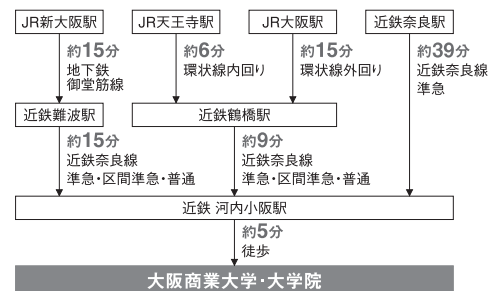 JR新大阪駅
JR天王寺駅
JR大阪駅
近鉄奈良駅
約15分
地下鉄
御堂筋線
約6分
環状線内回り
約15分
環状線外回り
約39分
近鉄奈良線
準急
近鉄難波駅
近鉄鶴橋駅
約15分
近鉄奈良線
準急・区間準急・普通
約9分
近鉄奈良線
準急・区間準急・普通
近鉄 河内小阪駅
約5分
徒歩
大阪商業大学・大学院